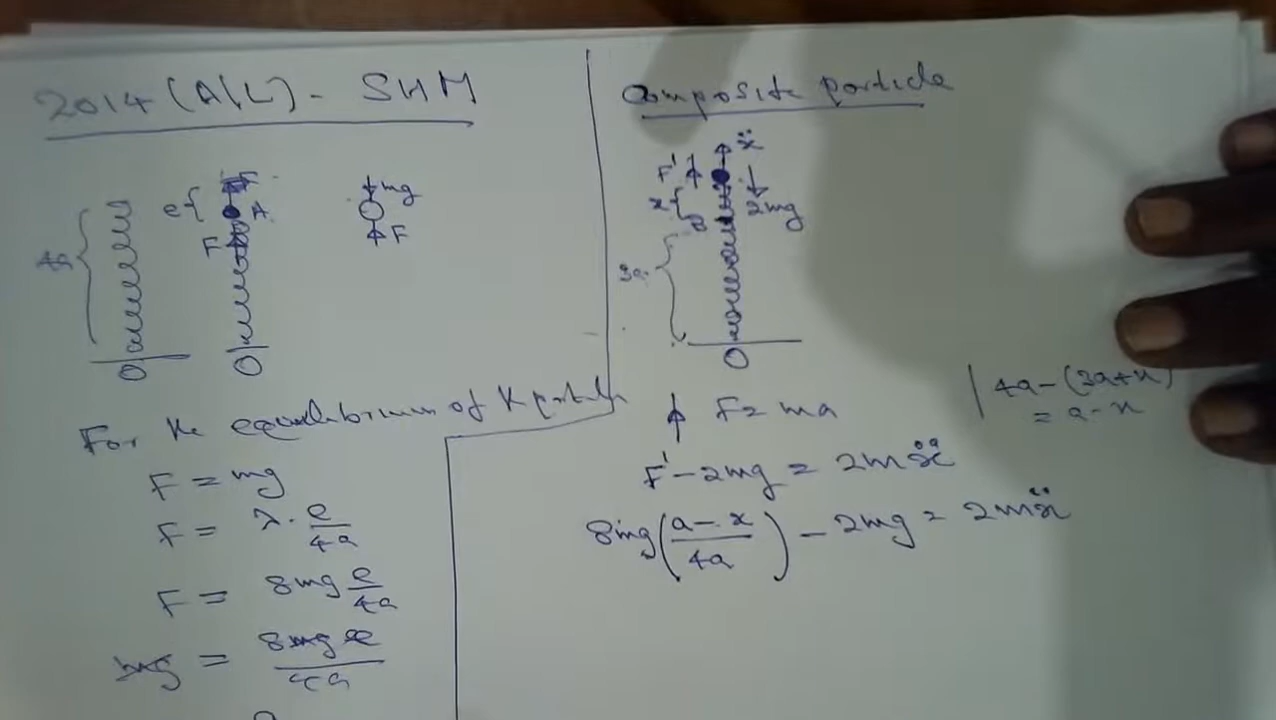 2014 (A/L) - SHM
e{
F
A
mg
F
O
O
For the equilibrium of the particle
F = mg
F = λ . e/4a
F = 8mg e/4a
mg = 8mg e/4a
Composite particle
F'
ẍ
x
2mg
3a
O
↑ F = ma
F' - 2mg = 2mẍ
8mg(a - x/4a) - 2mg = 2mẍ
4a - (3a+x)
= a - x